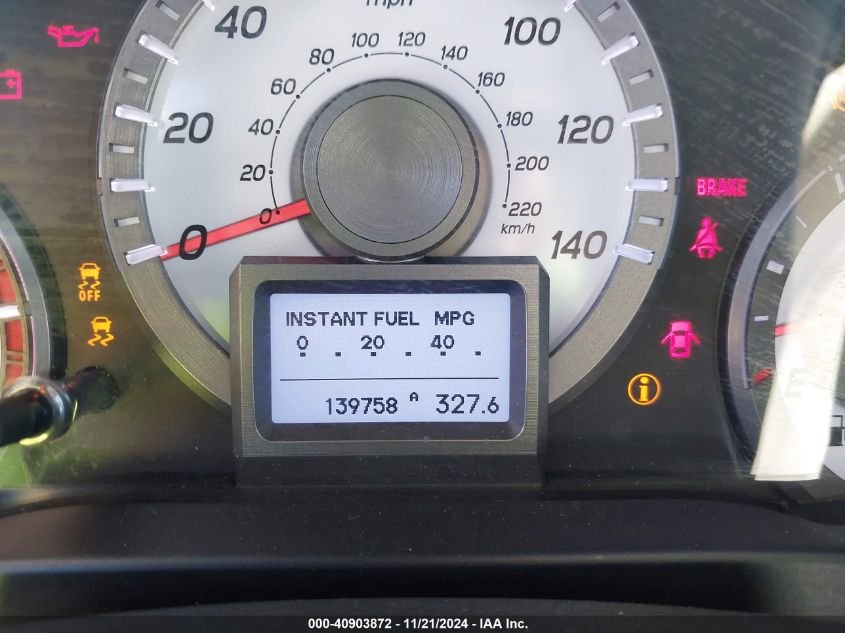 mph
40
100
80
100
120
140
60
160
20
40
180
120
20
200
BRAKE
0
0
220
km/h
140
OFF
INSTANT FUEL MPG
0 . 20 . 40 .
139758 A 327.6
i
E
000-40903872 - 11/21/2024 - IAA Inc.